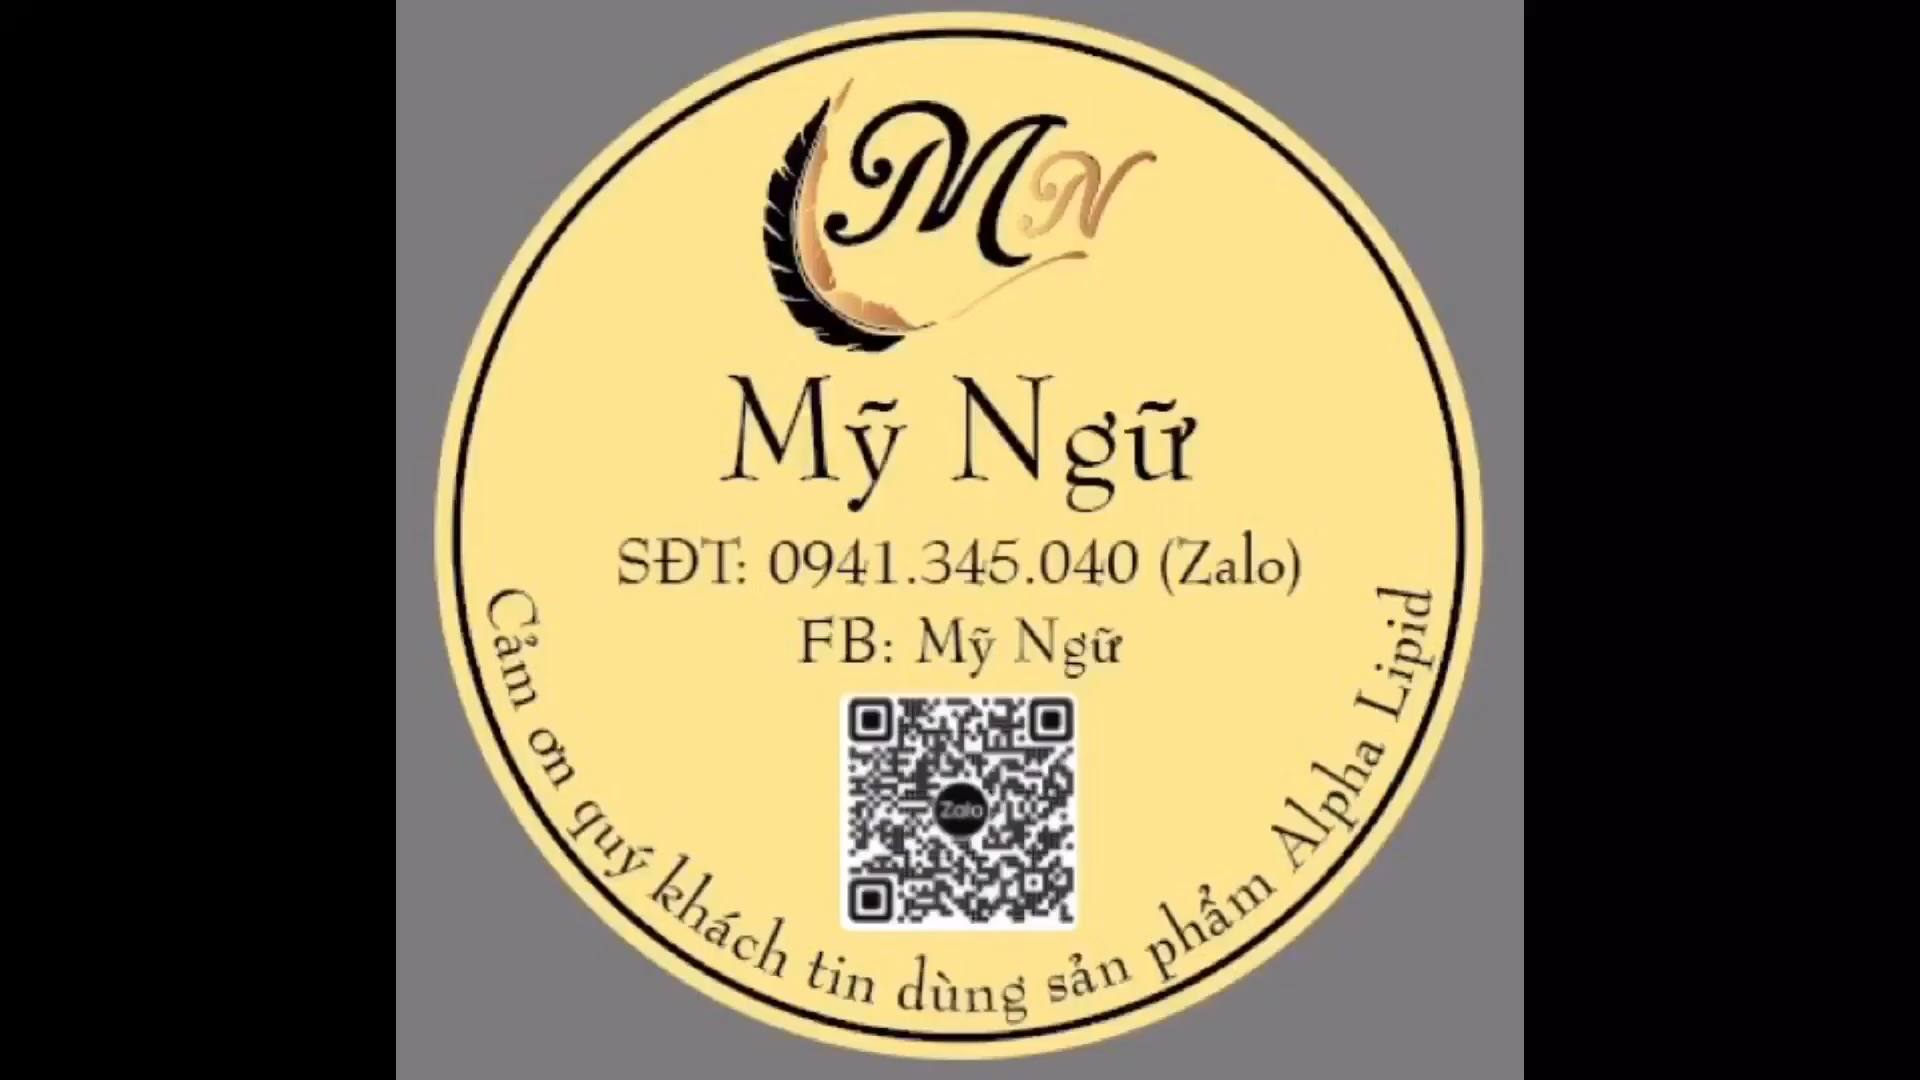 MN
Mỹ Ngữ
SĐT: 0941.345.040 (Zalo)
FB: Mỹ Ngữ
Zalo
Cảm ơn quý khách tin dùng sản phẩm Alpha Lipid